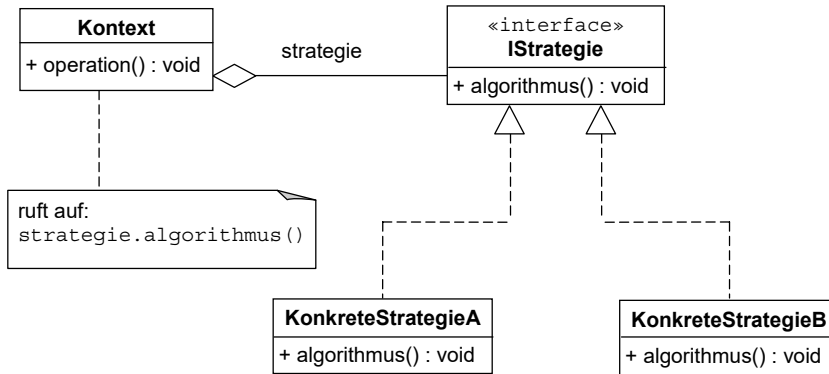 Kontext
+ operation() : void
strategie
«interface»
IStrategie
+ algorithmus() : void
ruft auf:
strategie.algorithmus()
KonkreteStrategieA
+ algorithmus() : void
KonkreteStrategieB
+ algorithmus() : void